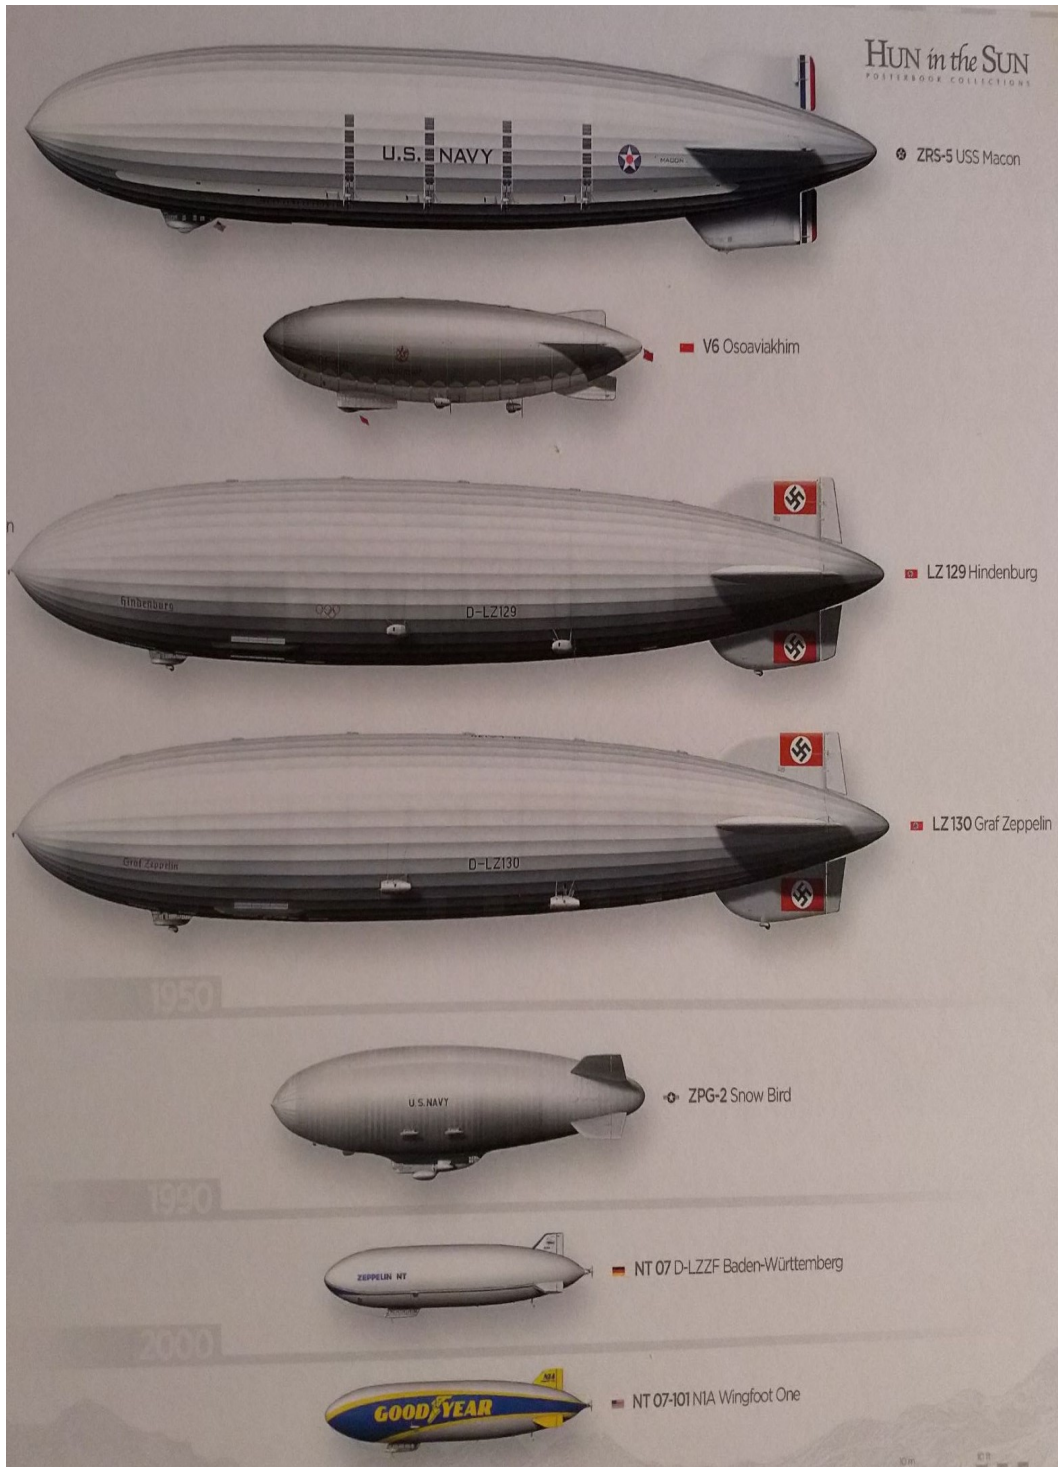 HUN in the SUN
POSTERBOOK COLLECTIONS
U.S. NAVY
MACON
ZRS-5 USS Macon
V6 Osoaviakhim
n
Hindenburg
D-LZ129
LZ 129 Hindenburg
Graf Zeppelin
D-LZ130
LZ 130 Graf Zeppelin
1950
U.S.NAVY
ZPG-2 Snow Bird
1990
ZEPPELIN NT
NT 07 D-LZZF Baden-Württemberg
2000
N1A
GOODYEAR
NT 07-101 N1A Wingfoot One